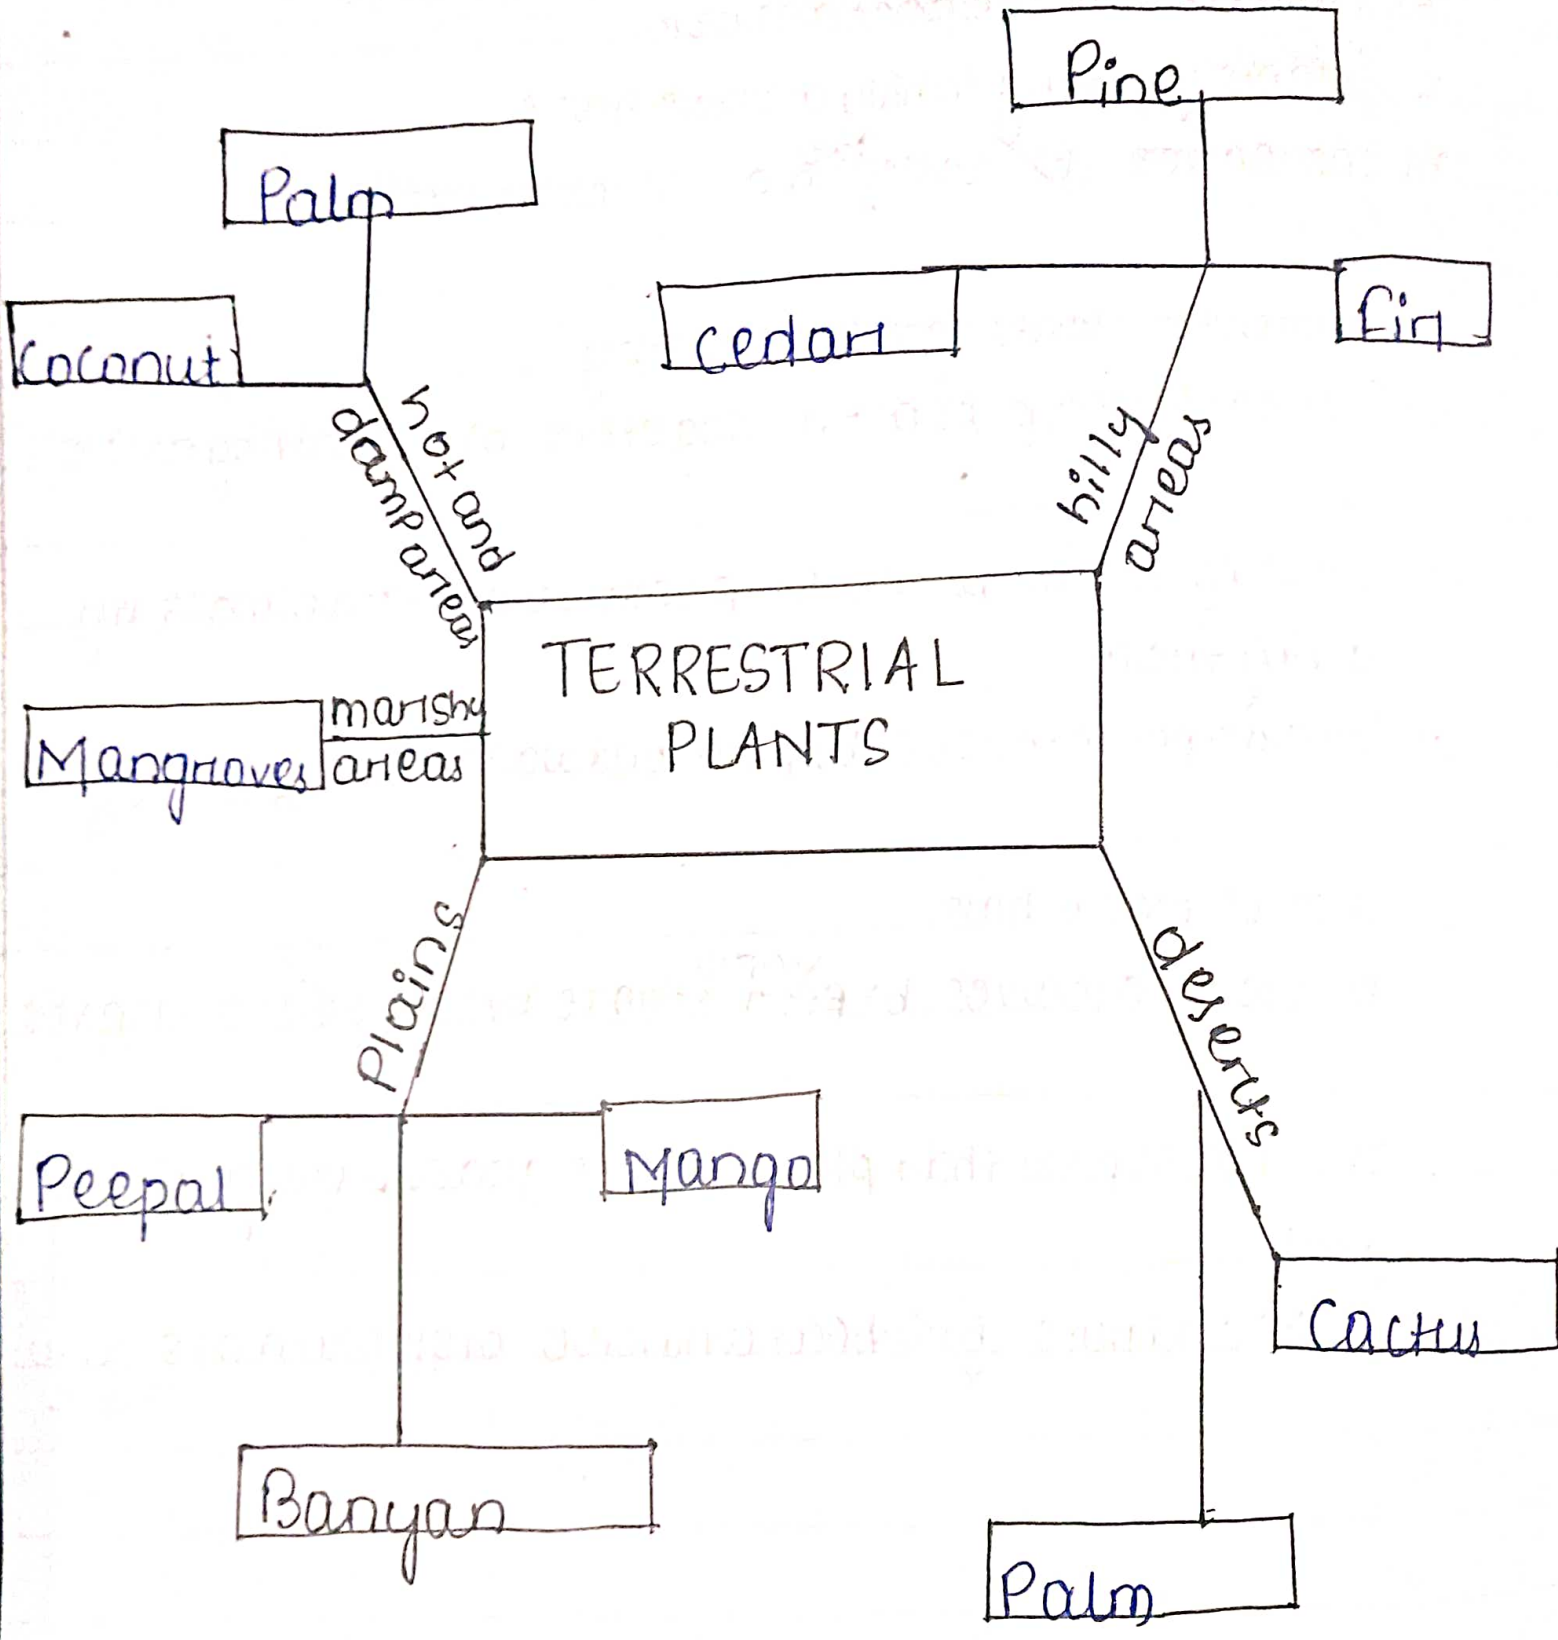 Pine
Palm
Cedar
Fir
Coconut
hot and
damp areas
hilly
areas
TERRESTRIAL
PLANTS
marshy
areas
Mangroves
Plains
deserts
Peepal
Mango
Cactus
Banyan
Palm